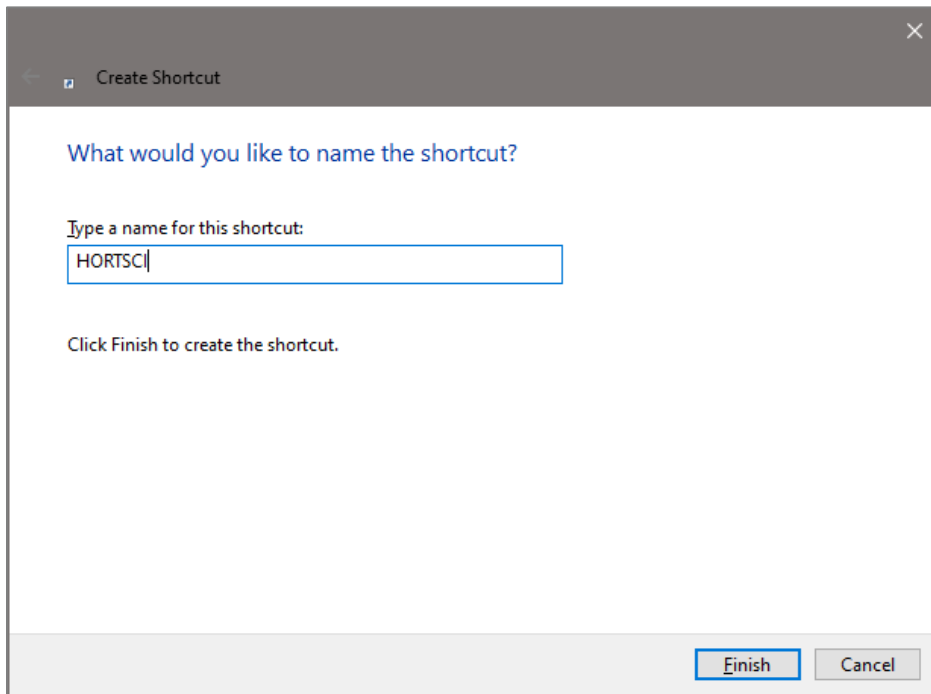 Create Shortcut
What would you like to name the shortcut?
Type a name for this shortcut:
HORTSCI
Click Finish to create the shortcut.
Finish Cancel